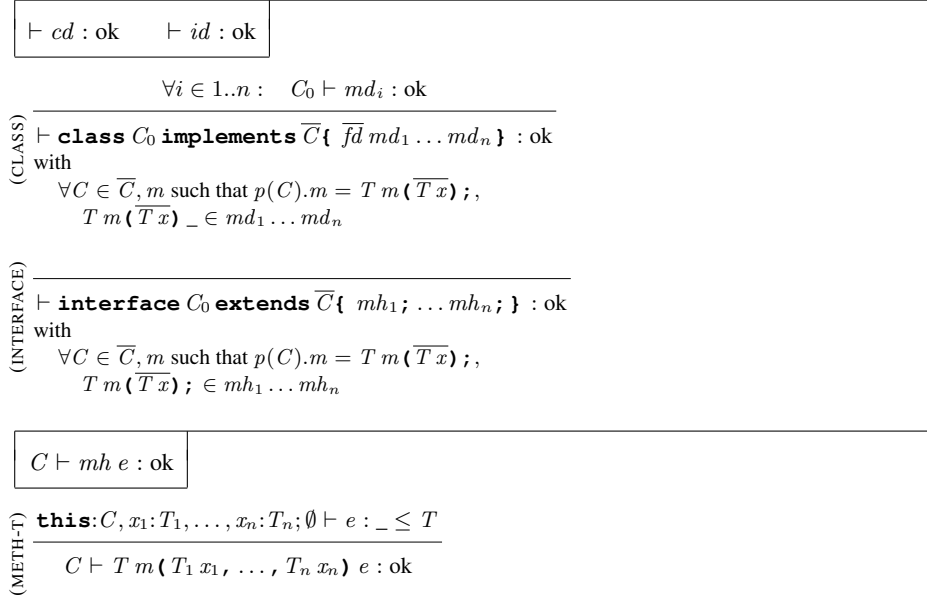 ⊢ cd : ok ⊢ id : ok
(CLASS)
∀i ∈ 1..n : C₀ ⊢ mdᵢ : ok
⊢ class C₀ implements C̅{ f̅d̅ md₁ … mdₙ } : ok
with
∀C ∈ C̅, m such that p(C).m = T m(T̅ ̅x̅);,
T m(T̅ ̅x̅) _ ∈ md₁ … mdₙ
(INTERFACE)
⊢ interface C₀ extends C̅{ mh₁; … mhₙ; } : ok
with
∀C ∈ C̅, m such that p(C).m = T m(T̅ ̅x̅);,
T m(T̅ ̅x̅); ∈ mh₁ … mhₙ
C ⊢ mh e : ok
(METH-T)
this:C, x₁:T₁, …, xₙ:Tₙ; ∅ ⊢ e : _ ≤ T
C ⊢ T m(T₁ x₁, …, Tₙ xₙ) e : ok